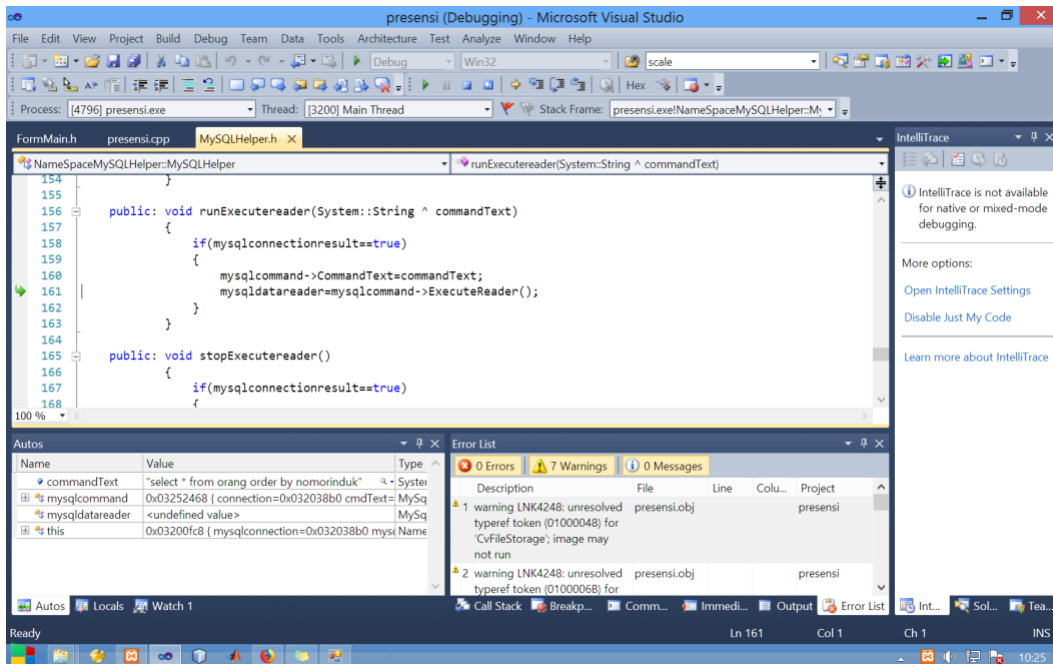 presensi (Debugging) - Microsoft Visual Studio
File Edit View Project Build Debug Team Data Tools Architecture Test Analyze Window Help
Debug Win32 scale
Hex
Process: [4796] presensi.exe Thread: [3200] Main Thread Stack Frame: presensi.exe!NameSpaceMySQLHelper::My
FormMain.h presensi.cpp MySQLHelper.h
NameSpaceMySQLHelper::MySQLHelper runExecutereader(System::String ^ commandText)
154 }
155
156 public: void runExecutereader(System::String ^ commandText)
157 {
158 if(mysqlconnectionresult==true)
159 {
160 mysqlcommand->CommandText=commandText;
161 mysqldatareader=mysqlcommand->ExecuteReader();
162 }
163 }
164
165 public: void stopExecutereader()
166 {
167 if(mysqlconnectionresult==true)
168 {
100 %
IntelliTrace
IntelliTrace is not available
for native or mixed-mode
debugging.
More options:
Open IntelliTrace Settings
Disable Just My Code
Learn more about IntelliTrace
Autos
Name Value Type
commandText "select * from orang order by nomorinduk" Syster
mysqlcommand 0x03252468 { connection=0x032038b0 cmdText= MySq
mysqldatareader <undefined value> MySq
this 0x03200fc8 { mysqlconnection=0x032038b0 mysq Name
Autos Locals Watch 1
Error List
0 Errors 7 Warnings 0 Messages
Description File Line Colu... Project
1 warning LNK4248: unresolved presensi.obj presensi
typeref token (01000048) for
'CvFileStorage'; image may
not run
2 warning LNK4248: unresolved presensi.obj presensi
typeref token (0100006B) for
Call Stack Breakp... Comm... Immedi... Output Error List
Int... Sol... Tea...
Ready Ln 161 Col 1 Ch 1 INS
10:25